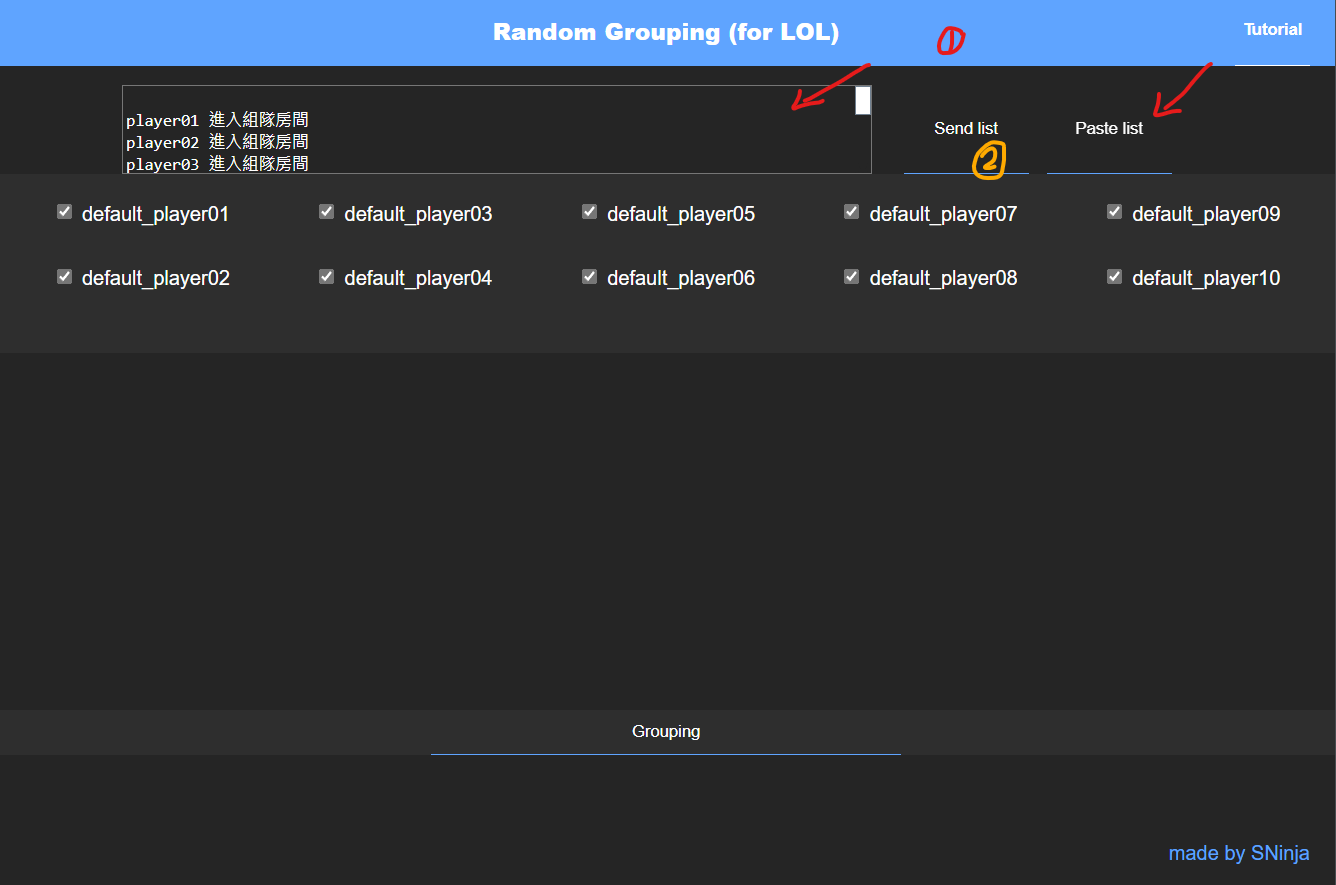 Random Grouping (for LOL)
①
Tutorial
player01 進入組隊房間
player02 進入組隊房間
player03 進入組隊房間
Send list
Paste list
②
default_player01
default_player03
default_player05
default_player07
default_player09
default_player02
default_player04
default_player06
default_player08
default_player10
Grouping
made by SNinja